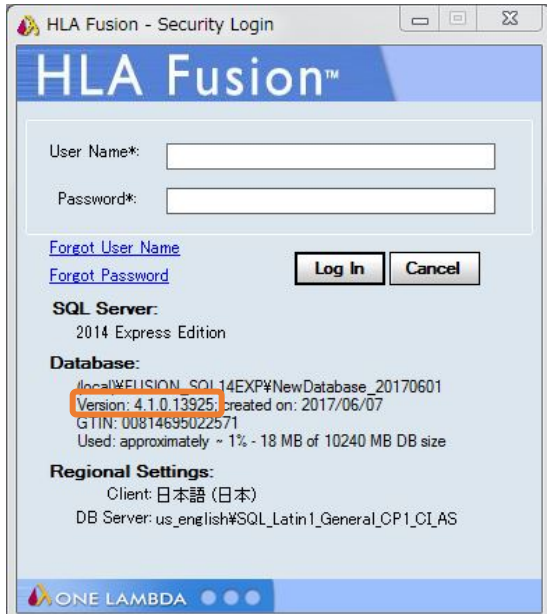 HLA Fusion - Security Login
HLA Fusion™
User Name*:
Password*:
Forgot User Name
Forgot Password
Log In Cancel
SQL Server:
2014 Express Edition
Database:
(local)¥FUSION_SQL14EXP¥NewDatabase_20170601
Version: 4.1.0.13925; created on: 2017/06/07
GTIN: 00814695022571
Used: approximately ~ 1% - 18 MB of 10240 MB DB size
Regional Settings:
Client: 日本語 (日本)
DB Server: us_english¥SQL_Latin1_General_CP1_CI_AS
ONE LAMBDA